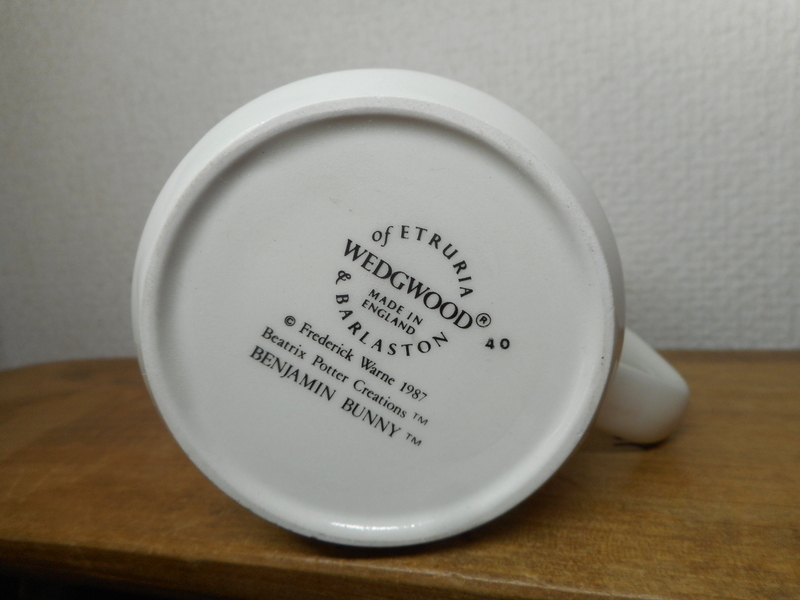 of ETRURIA
WEDGWOOD®
MADE IN
ENGLAND
& BARLASTON
40
© Frederick Warne 1987
Beatrix Potter Creations ™
BENJAMIN BUNNY ™